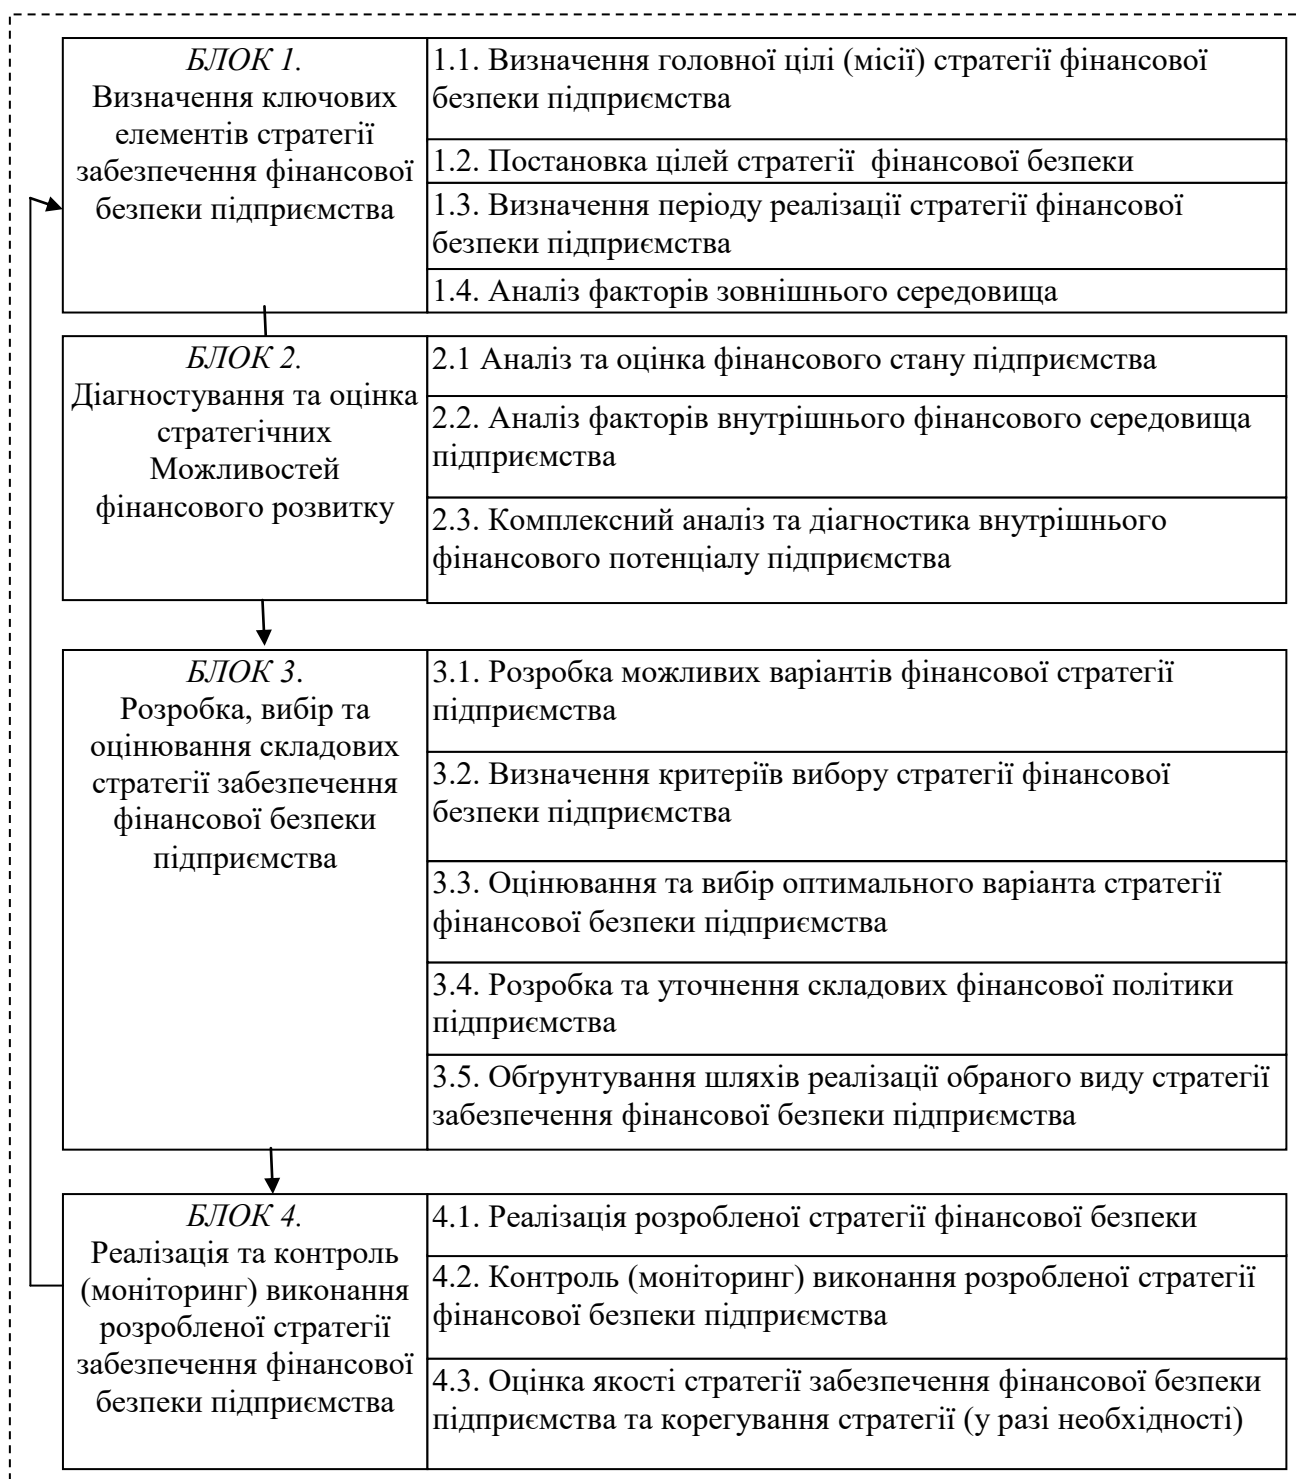 БЛОК 1.
Визначення ключових
елементів стратегії
забезпечення фінансової
безпеки підприємства
1.1. Визначення головної цілі (місії) стратегії фінансової
безпеки підприємства
1.2. Постановка цілей стратегії фінансової безпеки
1.3. Визначення періоду реалізації стратегії фінансової
безпеки підприємства
1.4. Аналіз факторів зовнішнього середовища
БЛОК 2.
Діагностування та оцінка
стратегічних
Можливостей
фінансового розвитку
2.1 Аналіз та оцінка фінансового стану підприємства
2.2. Аналіз факторів внутрішнього фінансового середовища
підприємства
2.3. Комплексний аналіз та діагностика внутрішнього
фінансового потенціалу підприємства
БЛОК 3.
Розробка, вибір та
оцінювання складових
стратегії забезпечення
фінансової безпеки
підприємства
3.1. Розробка можливих варіантів фінансової стратегії
підприємства
3.2. Визначення критеріїв вибору стратегії фінансової
безпеки підприємства
3.3. Оцінювання та вибір оптимального варіанта стратегії
фінансової безпеки підприємства
3.4. Розробка та уточнення складових фінансової політики
підприємства
3.5. Обґрунтування шляхів реалізації обраного виду стратегії
забезпечення фінансової безпеки підприємства
БЛОК 4.
Реалізація та контроль
(моніторинг) виконання
розробленої стратегії
забезпечення фінансової
безпеки підприємства
4.1. Реалізація розробленої стратегії фінансової безпеки
4.2. Контроль (моніторинг) виконання розробленої стратегії
фінансової безпеки підприємства
4.3. Оцінка якості стратегії забезпечення фінансової безпеки
підприємства та корегування стратегії (у разі необхідності)